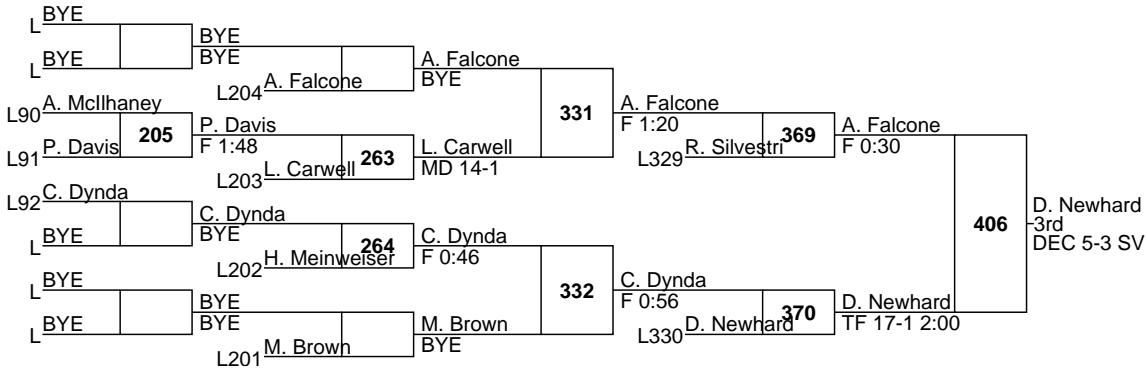 L BYE
L BYE
BYE
BYE
L204 A. Falcone
A. Falcone
BYE
L90 A. McIlhaney
L91 P. Davis
205
P. Davis
F 1:48
L203 L. Carwell
263
L. Carwell
MD 14-1
331
A. Falcone
F 1:20
L329 R. Silvestri
369
A. Falcone
F 0:30
L92 C. Dynda
L BYE
C. Dynda
BYE
L202 H. Meinweiser
264
C. Dynda
F 0:46
L BYE
L BYE
BYE
BYE
L201 M. Brown
M. Brown
BYE
332
C. Dynda
F 0:56
L330 D. Newhard
370
D. Newhard
TF 17-1 2:00
406
D. Newhard
3rd
DEC 5-3 SV